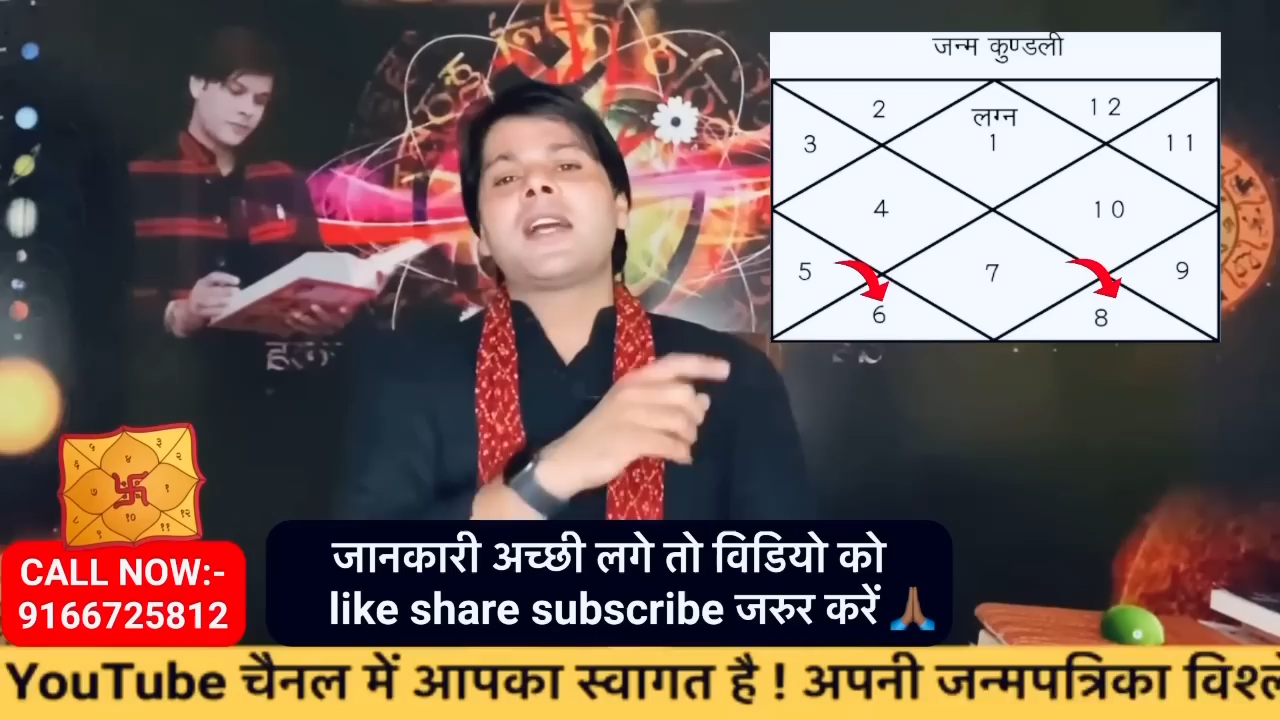 जन्म कुण्डली
2
लग्न
12
3
1
11
4
10
5
7
9
6
8
CALL NOW:-
9166725812
जानकारी अच्छी लगे तो विडियो को
like share subscribe जरुर करें 🙏
YouTube चैनल में आपका स्वागत है ! अपनी जन्मपत्रिका